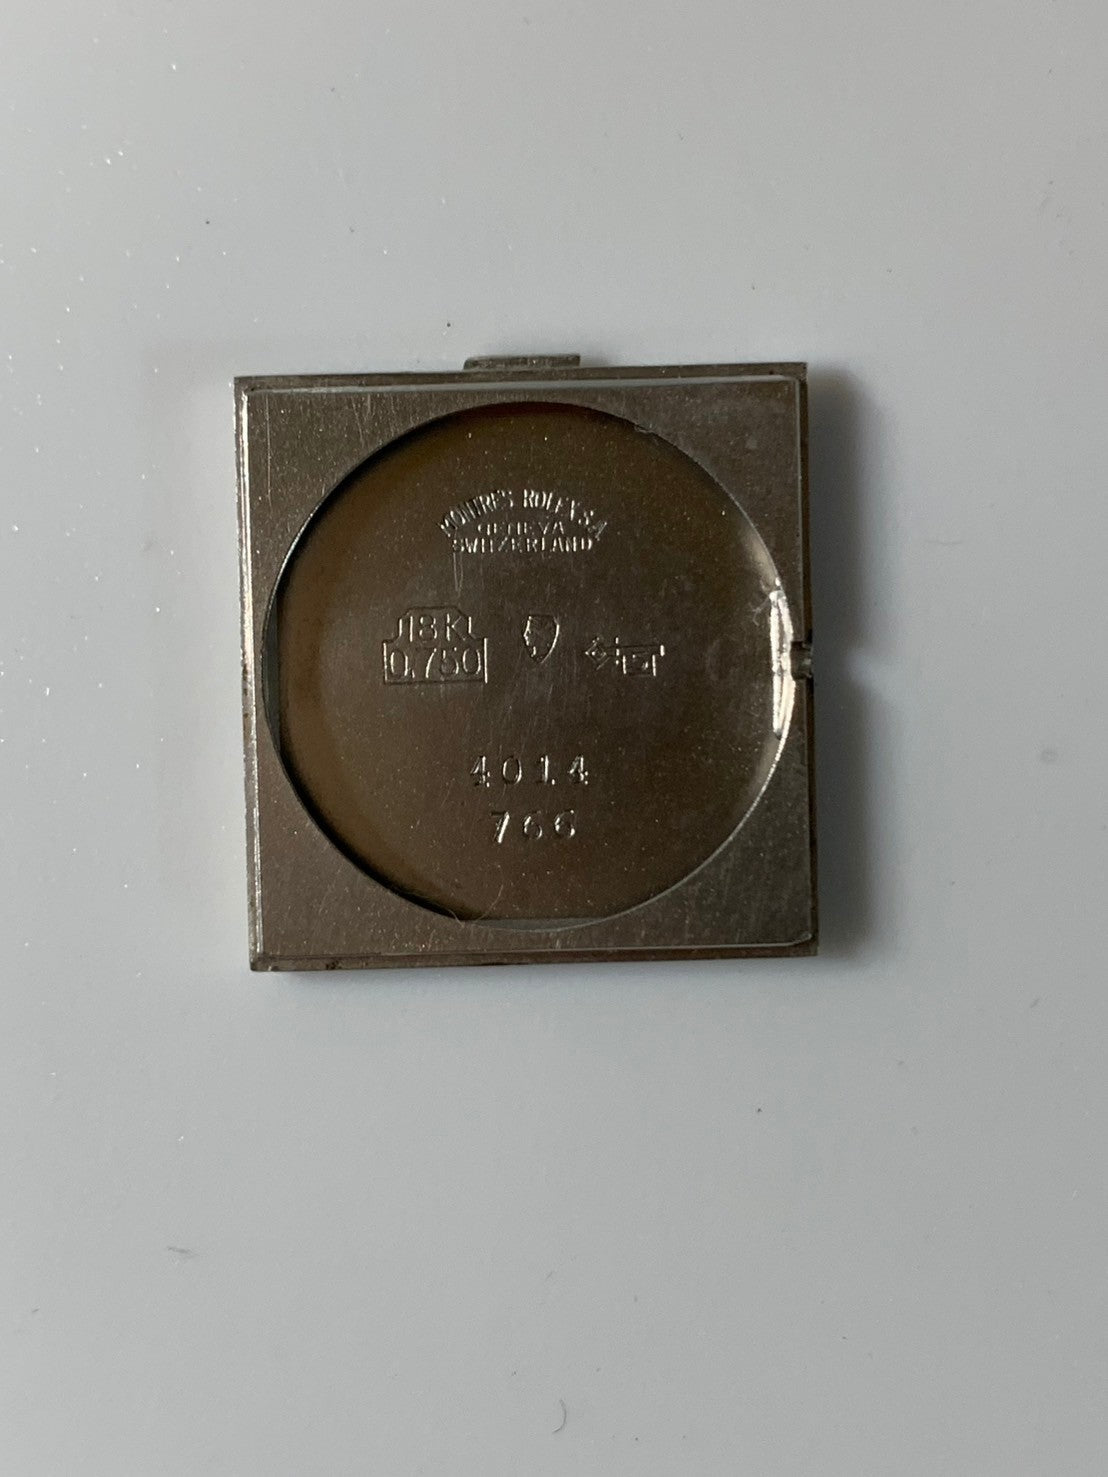 MONTRES ROLEX S.A
GENEVA
SWITZERLAND
18K
0.750
4014
766